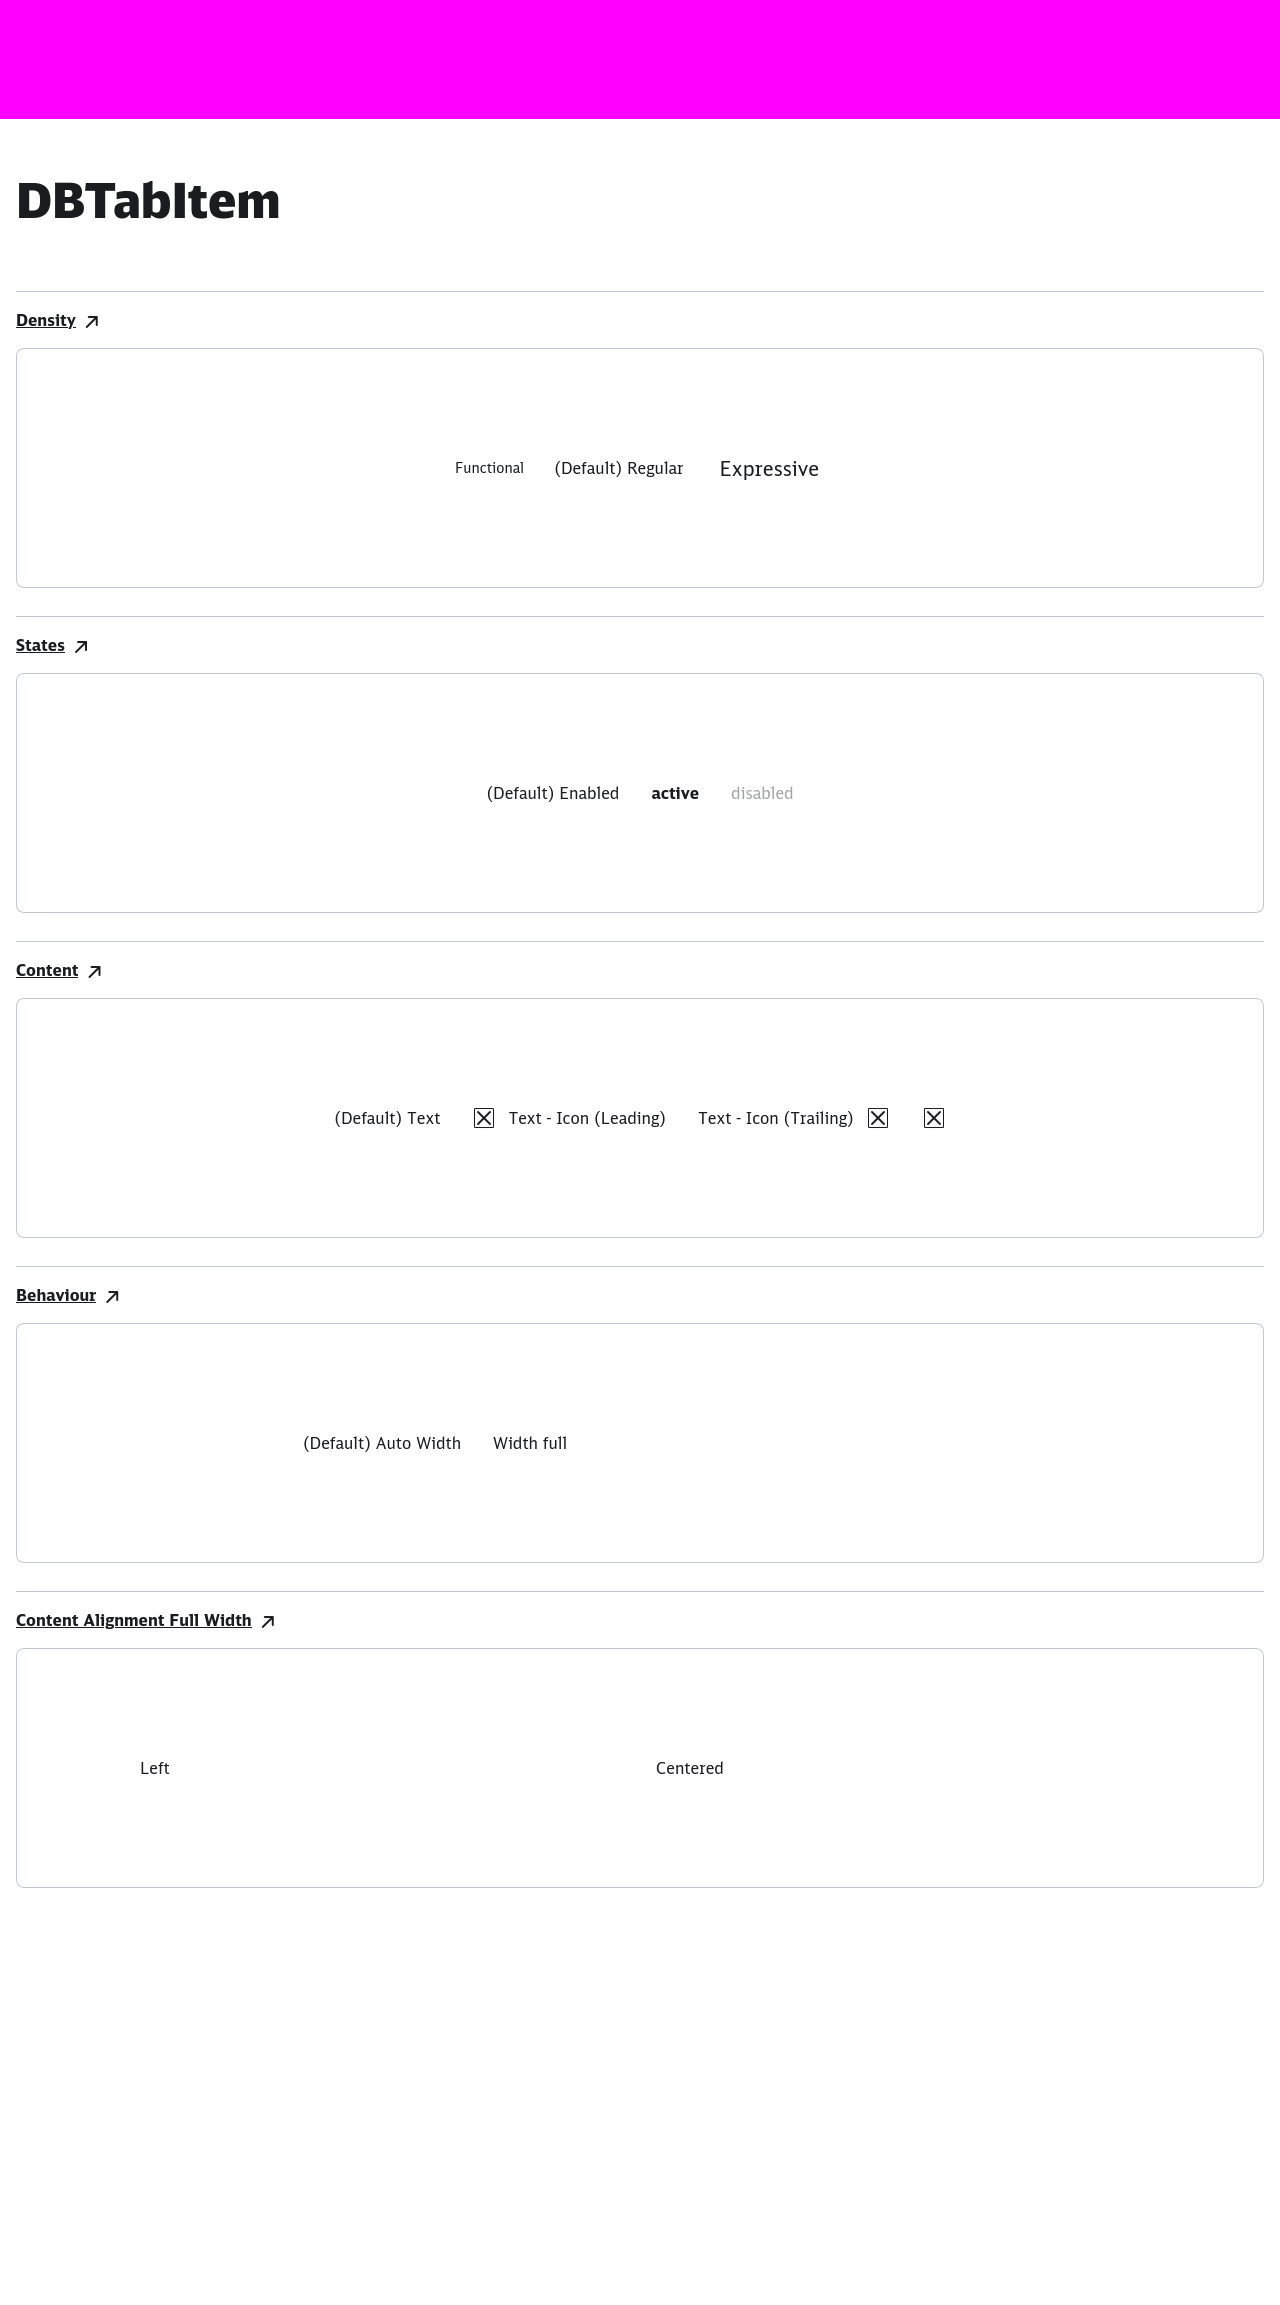 DBTabItem
Density
Functional (Default) Regular Expressive
States
(Default) Enabled active disabled
Content
(Default) Text Text - Icon (Leading) Text - Icon (Trailing)
Behaviour
(Default) Auto Width Width full
Content Alignment Full Width
Left Centered